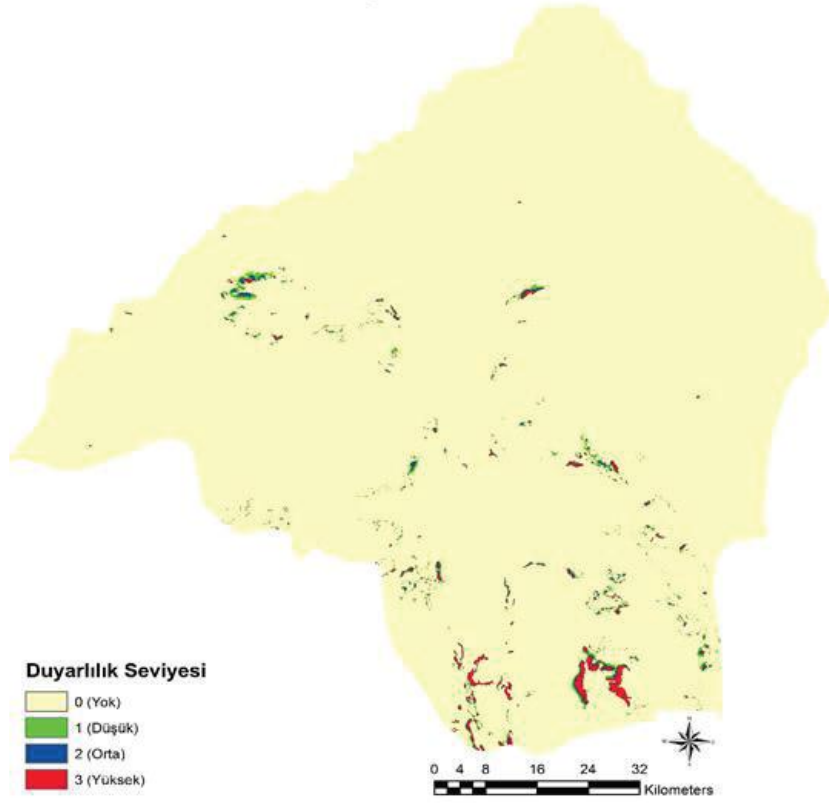 Duyarlılık Seviyesi
0 (Yok)
1 (Düşük)
2 (Orta)
3 (Yüksek)
0 4 8 16 24 32
Kilometers